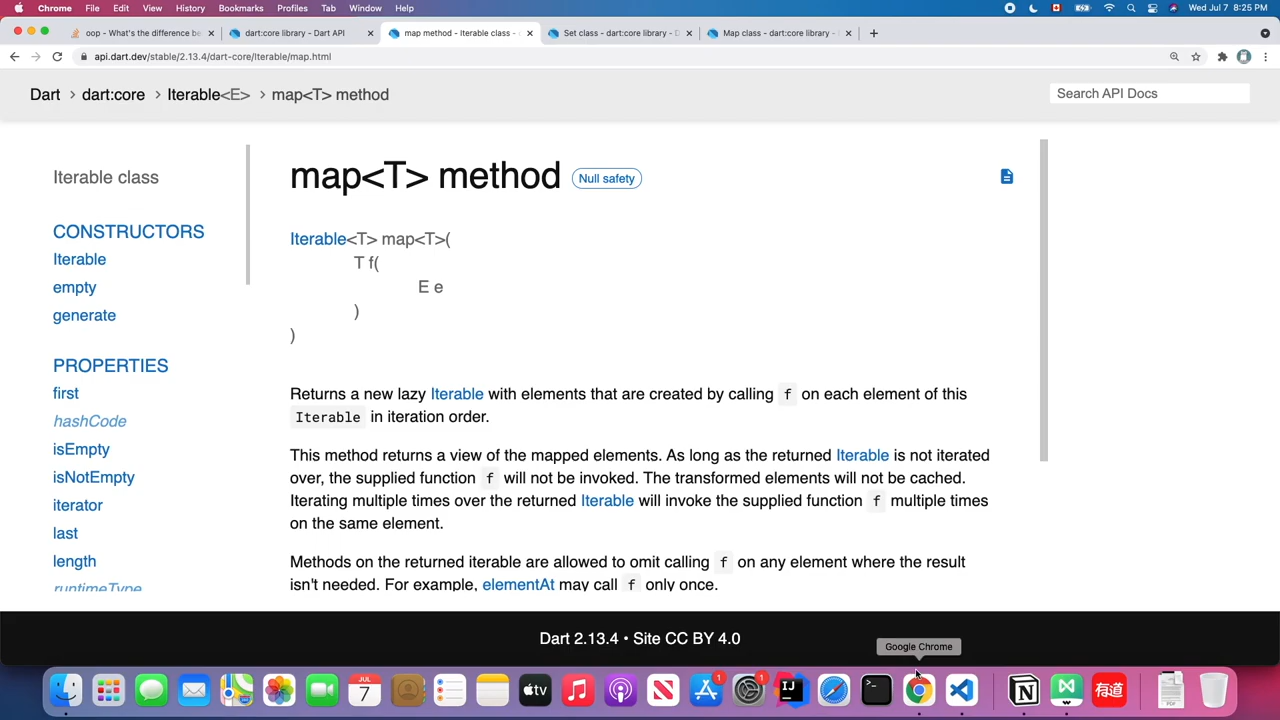 Chrome File Edit View History Bookmarks Profiles Tab Window Help Wed Jul 7 8:25 PM
oop - What's the difference be
dart:core library - Dart API
map method - iterable class -
Set class - dart:core library - D
Map class - dart:core library -
api.dart.dev/stable/2.13.4/dart-core/Iterable/map.html
Dart > dart:core > Iterable<E> > map<T> method
Search API Docs
Iterable class
CONSTRUCTORS
Iterable
empty
generate
PROPERTIES
first
hashCode
isEmpty
isNotEmpty
iterator
last
length
runtimeType
map<T> method Null safety
Iterable<T> map<T>(
T f(
E e
)
)
Returns a new lazy Iterable with elements that are created by calling f on each element of this
Iterable in iteration order.
This method returns a view of the mapped elements. As long as the returned Iterable is not iterated
over, the supplied function f will not be invoked. The transformed elements will not be cached.
Iterating multiple times over the returned Iterable will invoke the supplied function f multiple times
on the same element.
Methods on the returned iterable are allowed to omit calling f on any element where the result
isn't needed. For example, elementAt may call f only once.
Dart 2.13.4 • Site CC BY 4.0
Google Chrome
JUL
7
tv
1
1
IJ
>_
有道
PDF